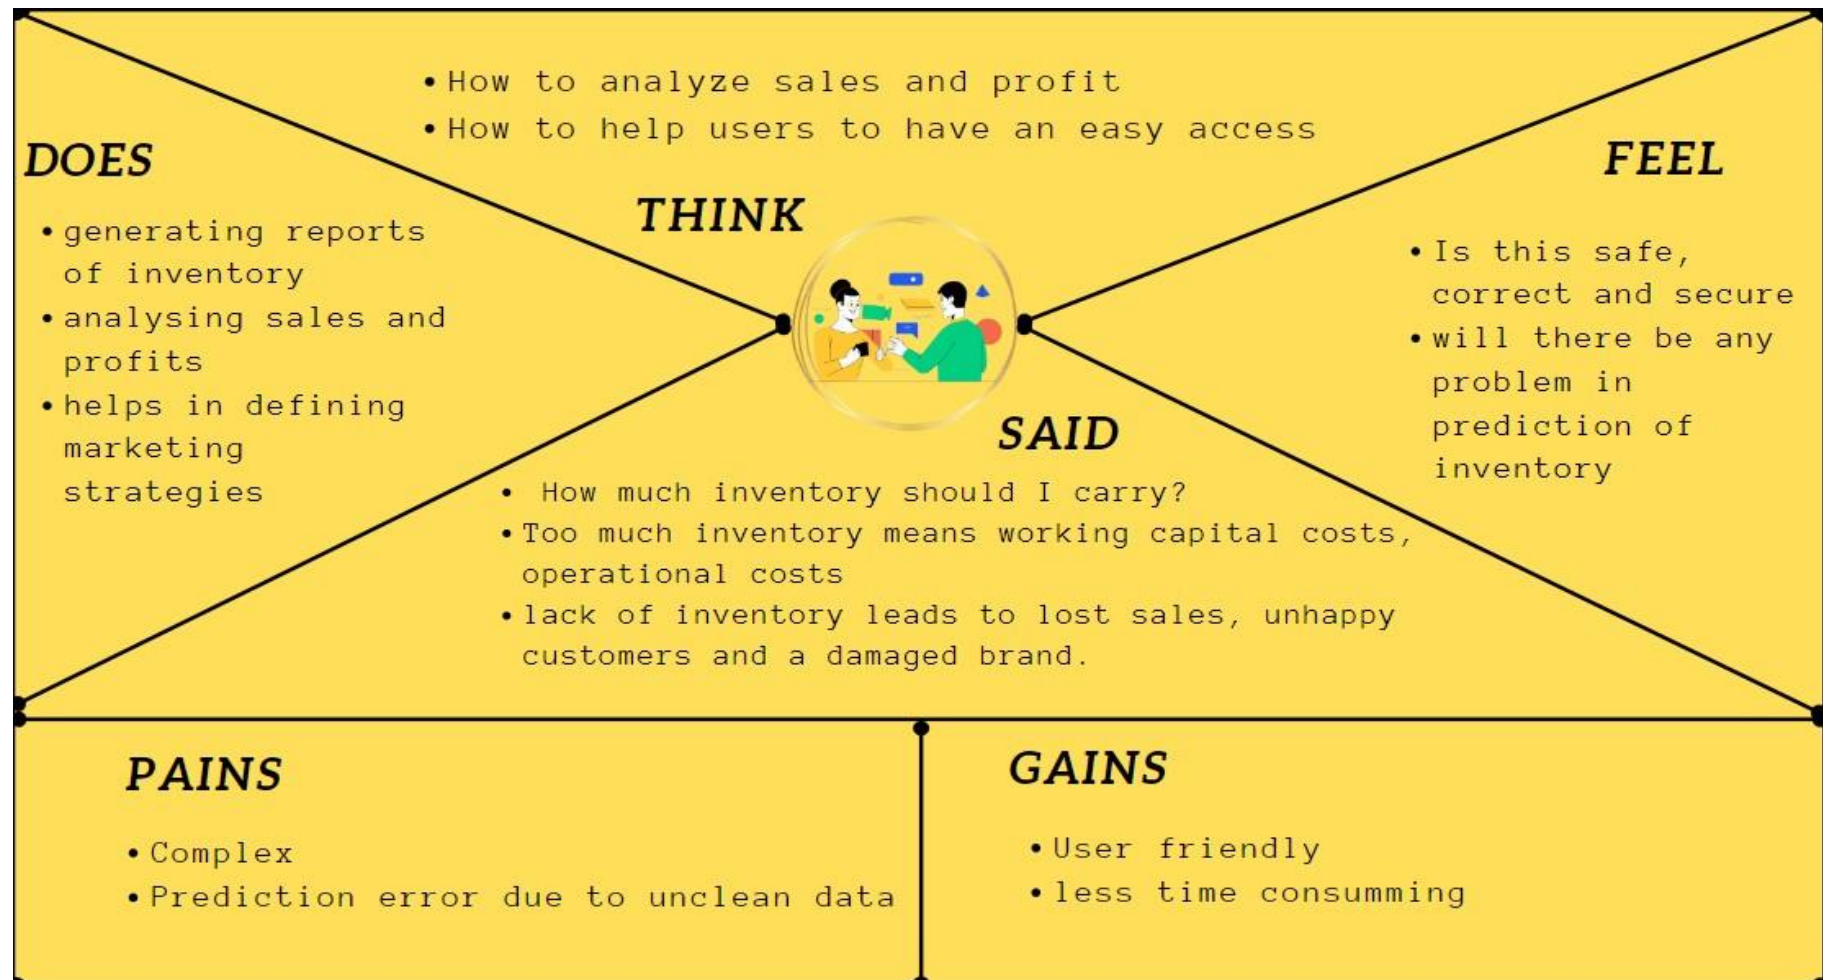 • How to analyze sales and profit
• How to help users to have an easy access
THINK
DOES
• generating reports
of inventory
• analysing sales and
profits
• helps in defining
marketing
strategies
FEEL
• Is this safe,
correct and secure
• will there be any
problem in
prediction of
inventory
SAID
• How much inventory should I carry?
• Too much inventory means working capital costs,
operational costs
• lack of inventory leads to lost sales, unhappy
customers and a damaged brand.
PAINS
• Complex
• Prediction error due to unclean data
GAINS
• User friendly
• less time consumming